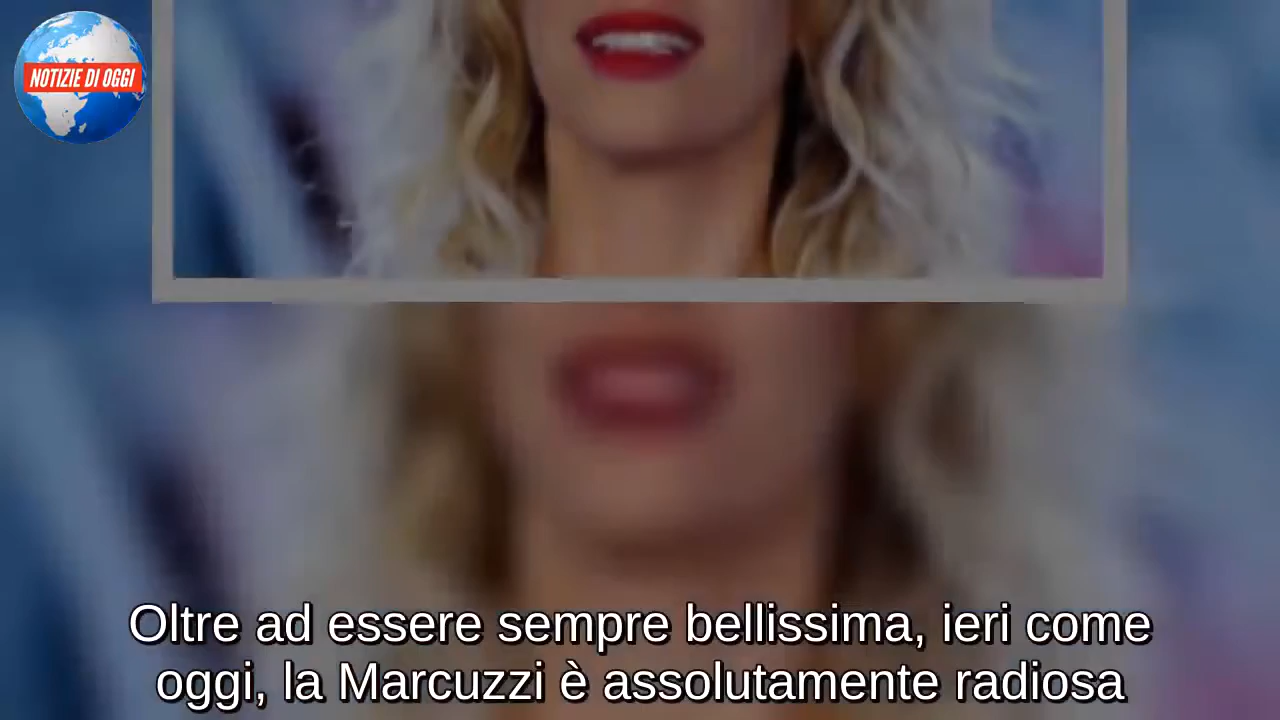 NOTIZIE DI OGGI
Oltre ad essere sempre bellissima, ieri come
oggi, la Marcuzzi è assolutamente radiosa